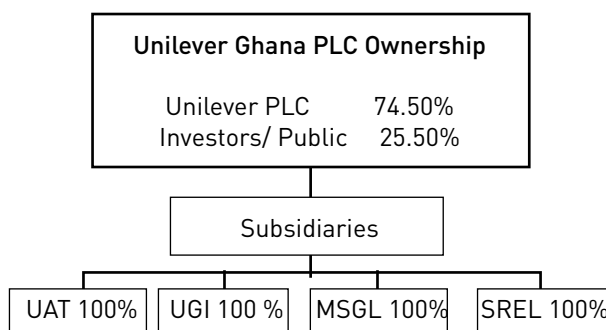 Unilever Ghana PLC Ownership
Unilever PLC 74.50%
Investors/ Public 25.50%
Subsidiaries
UAT 100%
UGI 100 %
MSGL 100%
SREL 100%